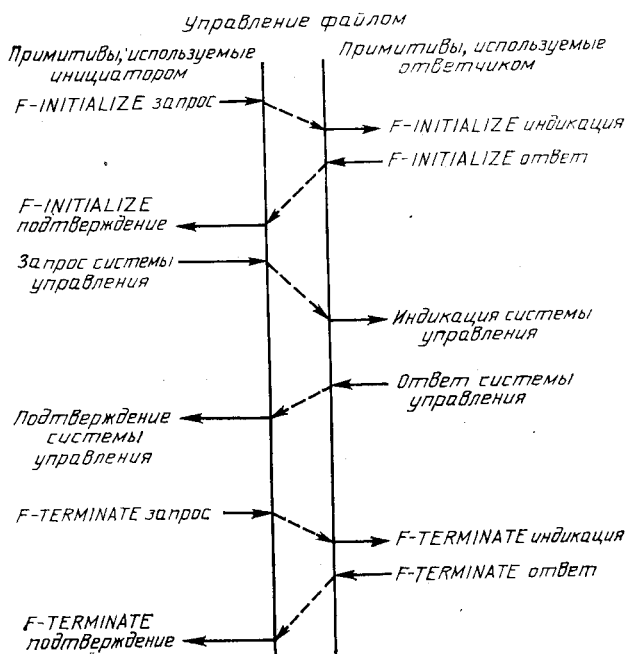 Управление файлом
Примитивы, используемые
инициатором
Примитивы, используемые
ответчиком
F-INITIALIZE запрос
F-INITIALIZE индикация
F-INITIALIZE ответ
F-INITIALIZE
подтверждение
Запрос системы
управления
Индикация системы
управления
Ответ системы
управления
Подтверждение
системы
управления
F-TERMINATE запрос
F-TERMINATE индикация
F-TERMINATE ответ
F-TERMINATE
подтверждение